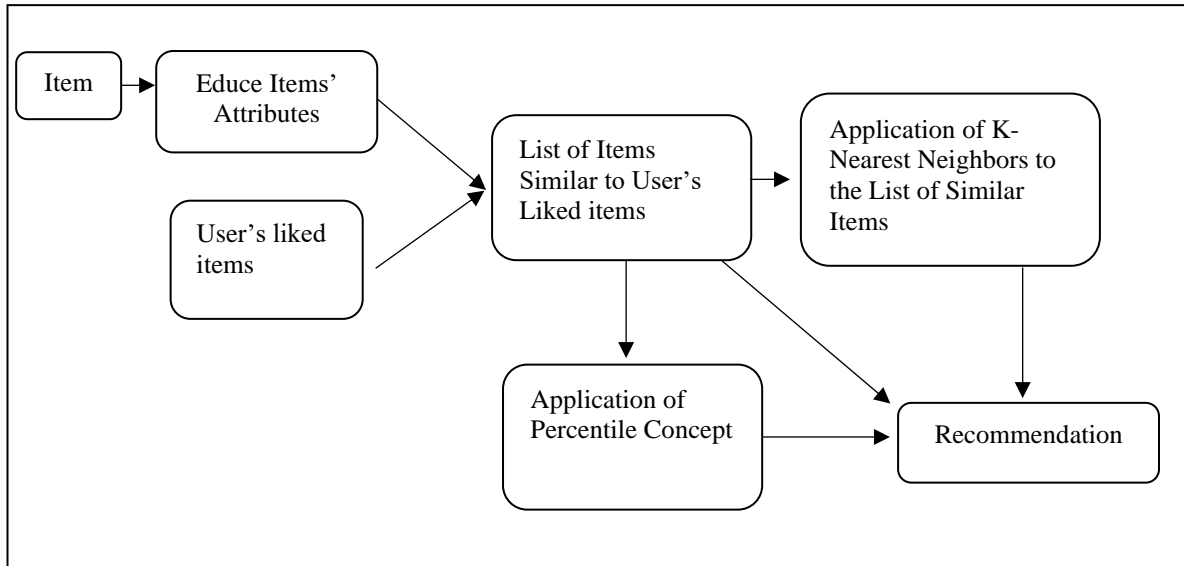 Item
Educe Items’
Attributes
User’s liked
items
List of Items
Similar to User’s
Liked items
Application of K-
Nearest Neighbors to
the List of Similar
Items
Application of
Percentile Concept
Recommendation